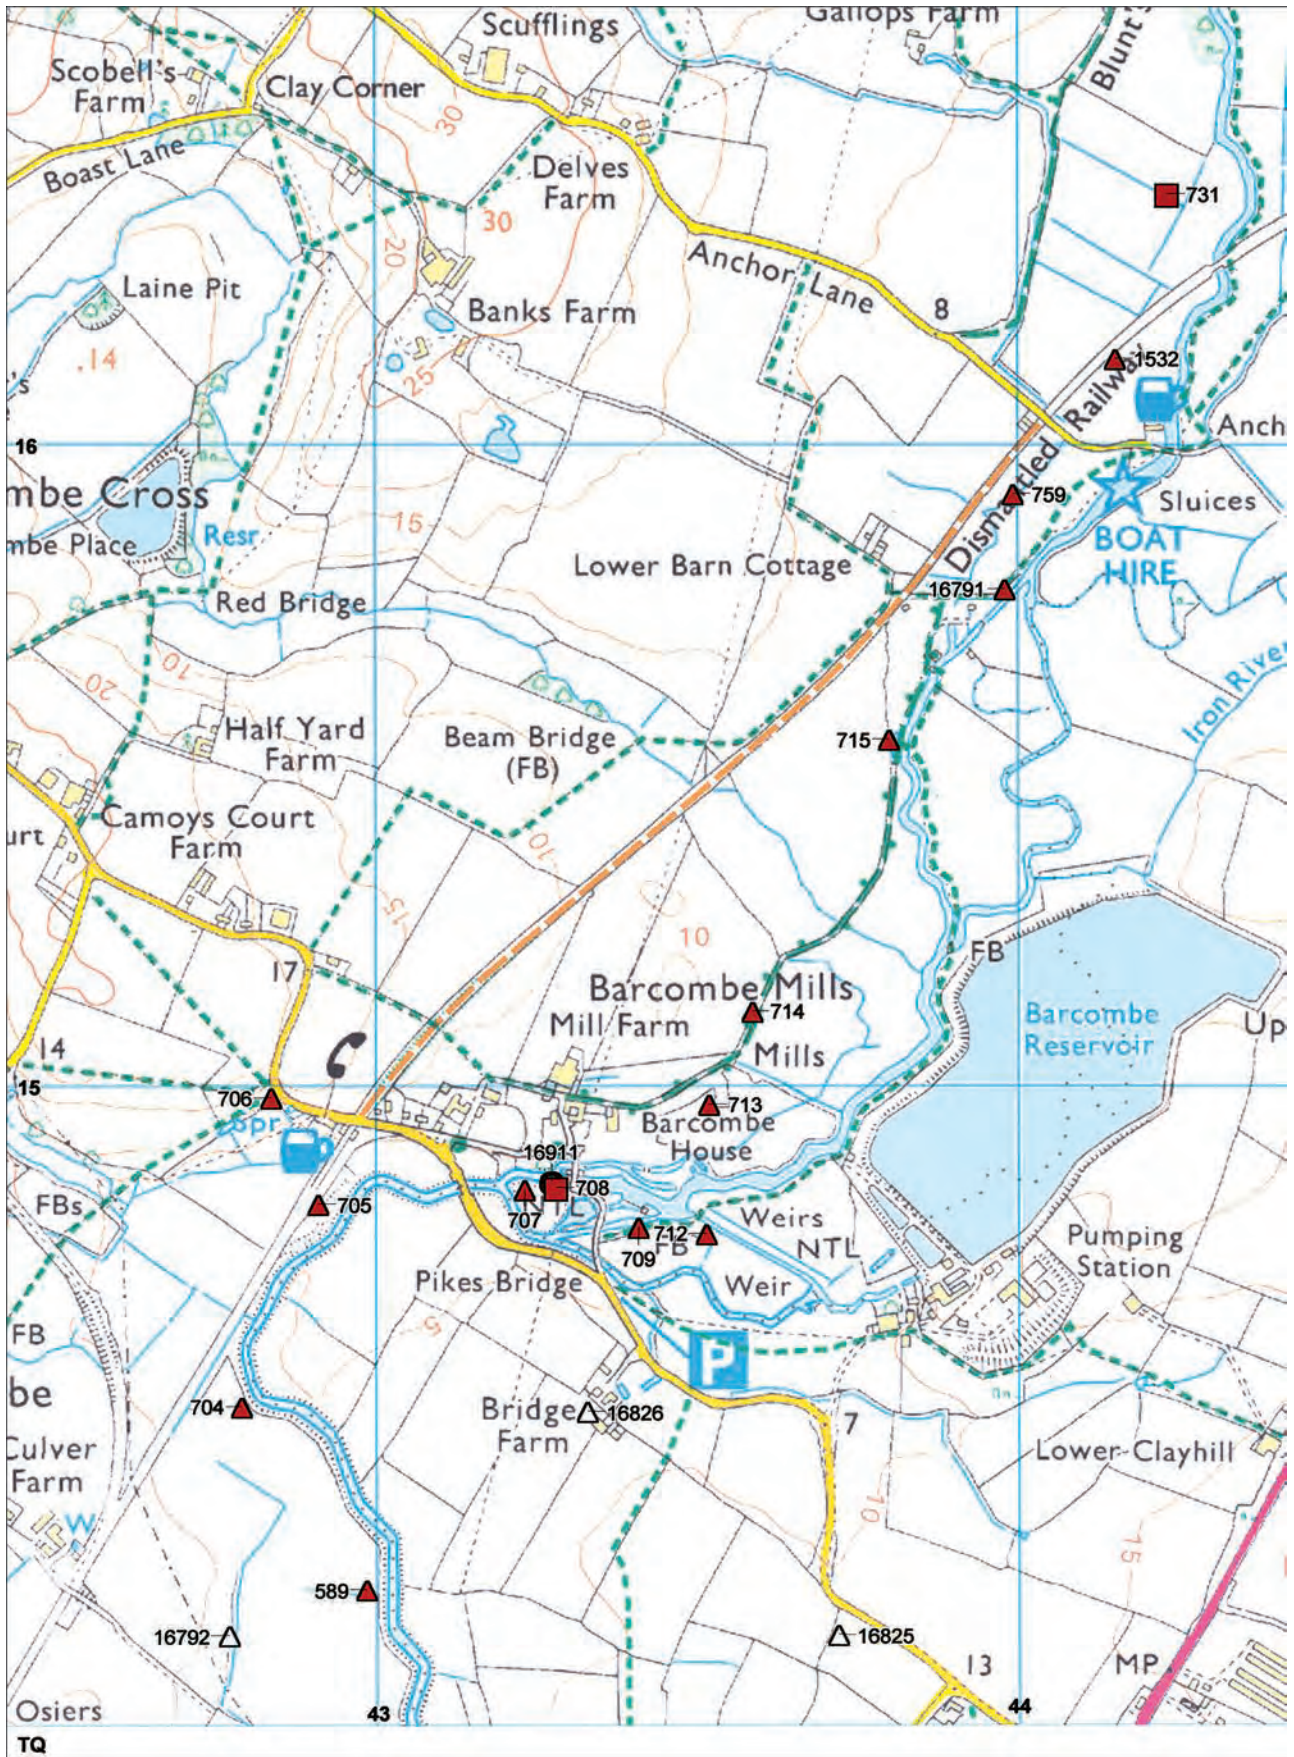 Scufflings
Gallops Farm
Blunt's
Scobell's
Farm
Clay Corner
30
Boast Lane
Delves
Farm
731
30
20
Anchor Lane
8
Laine Pit
Banks Farm
.14
25
1532
16
Anch
mbe Cross
15
759
Sluices
Dismantled Railway
mbe Place
Resr
BOAT
HIRE
Lower Barn Cottage
16791
Red Bridge
10
20
Iron River
Half Yard
Farm
Beam Bridge
(FB)
715
urt
Camoys Court
Farm
10
15
10
FB
17
Barcombe Mills
Mill Farm
714
Barcombe
Reservoir
Up
14
Mills
15
706
Spr
713
Barcombe
House
16911
FBs
705
708
NTL
707
709
712
FB
Weirs
NTL
Pumping
Station
Pikes Bridge
Weir
FB
5
P
be
704
Bridge
Farm
16826
7
Culver
Farm
Lower Clayhill
W
10
15
589
16792
16825
13
MP
Osiers
43
44
TQ